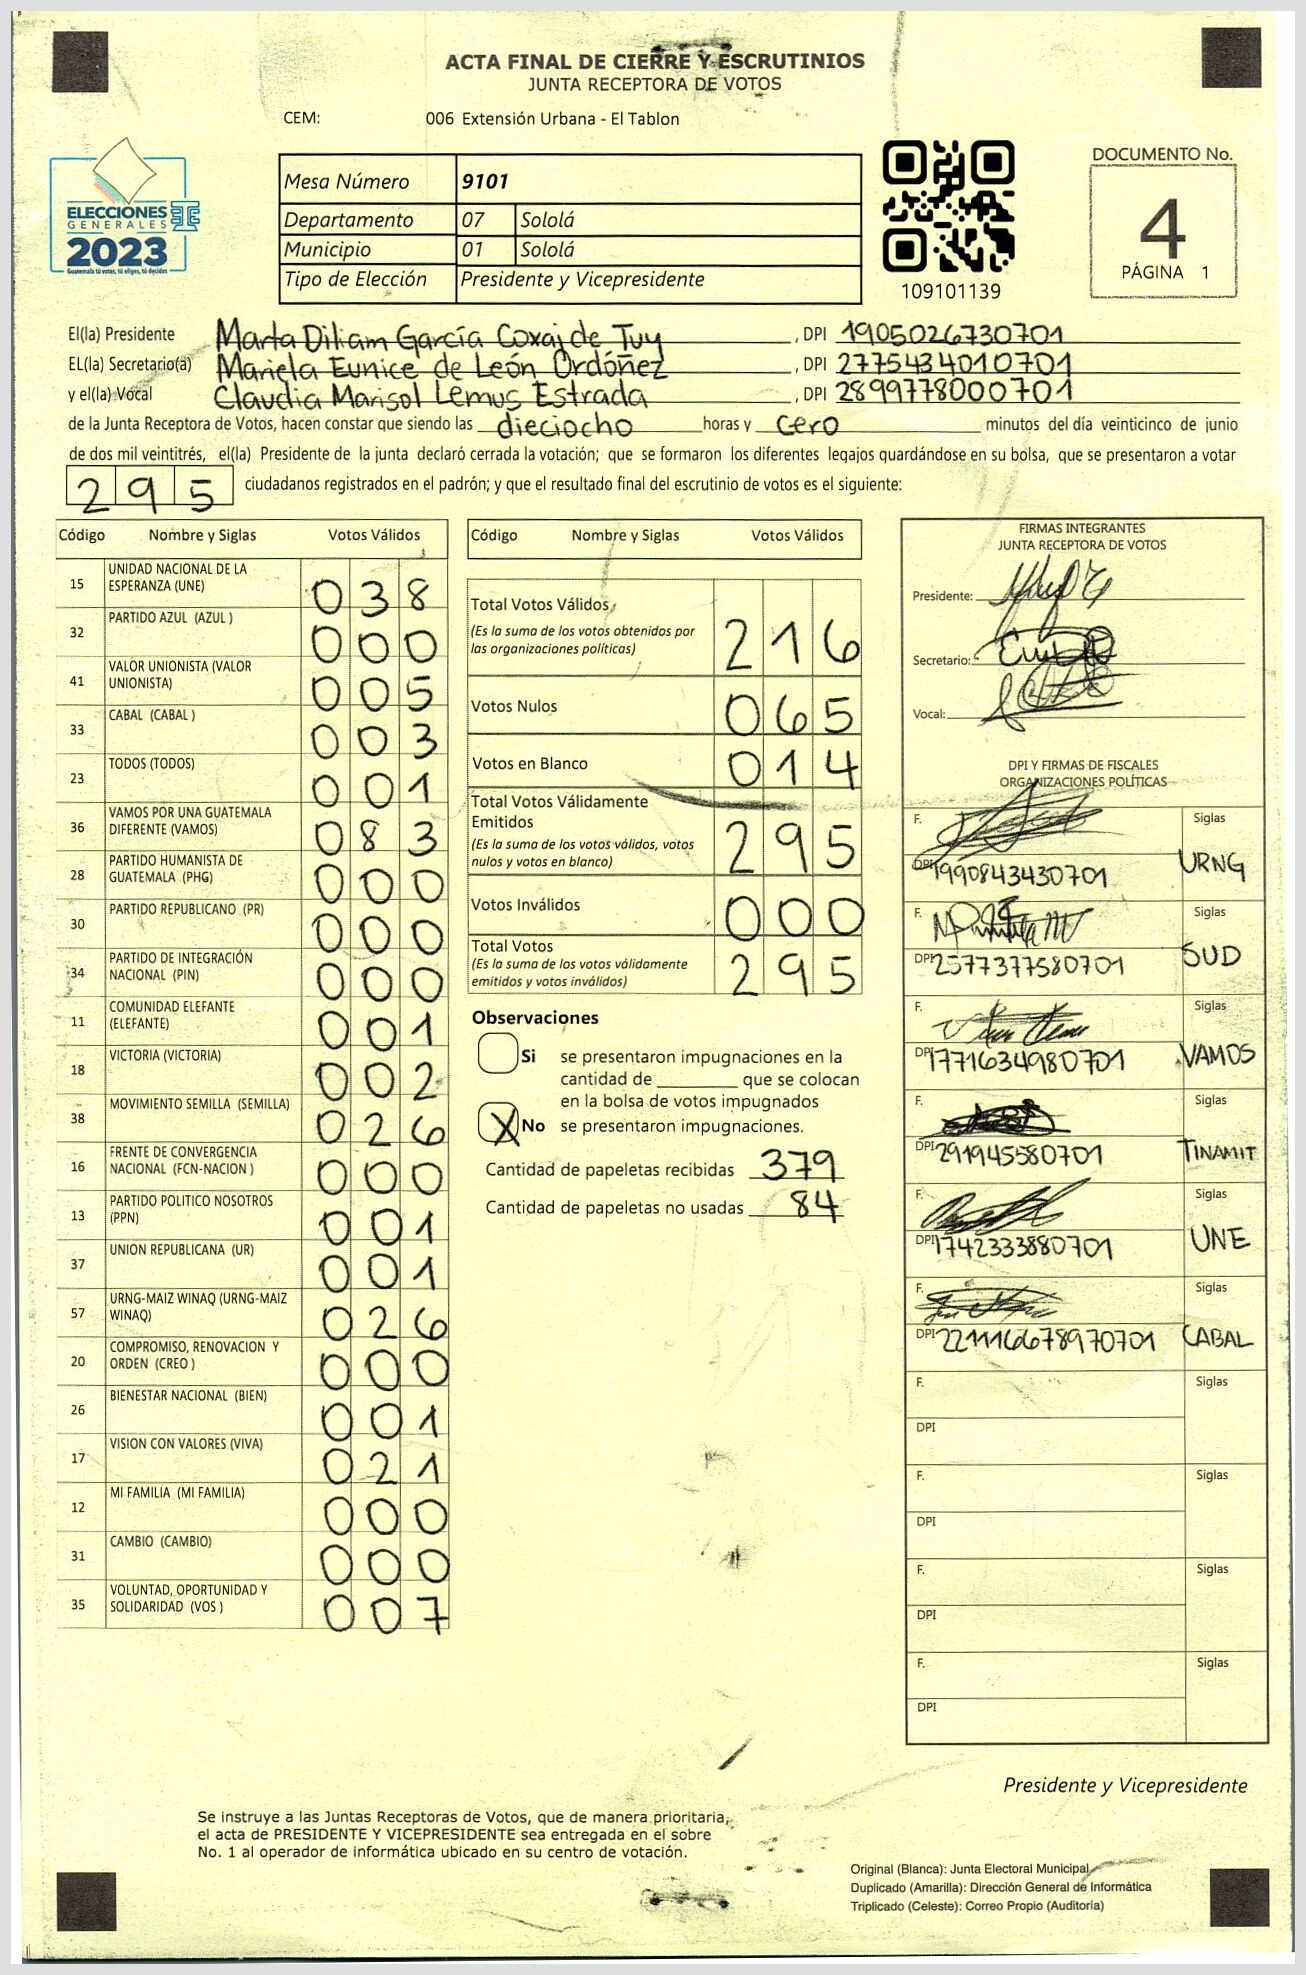 ACTA FINAL DE CIERRE Y ESCRUTINIOS
JUNTA RECEPTORA DE VOTOS
CEM: 006 Extensión Urbana - El Tablon
ELECCIONES
GENERALES
2023
Guatemala tú votas, tú eliges, tú decides
Mesa Número 9101
Departamento 07 Sololá
Municipio 01 Sololá
Tipo de Elección Presidente y Vicepresidente
109101139
DOCUMENTO No.
4
PÁGINA 1
El(la) Presidente Marta Diliam García Coxaj de Tuy, DPI 1905026730701
EL(la) Secretario(a) Mariela Eunice de León Ordóñez, DPI 2775434010701
y el(la) Vocal Claudia Marisol Lemus Estrada, DPI 2899778000701
de la Junta Receptora de Votos, hacen constar que siendo las dieciocho horas y cero minutos del día veinticinco de junio
de dos mil veintitrés, el(la) Presidente de la junta declaró cerrada la votación; que se formaron los diferentes legajos guardándose en su bolsa, que se presentaron a votar
295 ciudadanos registrados en el padrón; y que el resultado final del escrutinio de votos es el siguiente:
Código Nombre y Siglas Votos Válidos
15 UNIDAD NACIONAL DE LA
ESPERANZA (UNE) 038
32 PARTIDO AZUL (AZUL ) 000
41 VALOR UNIONISTA (VALOR
UNIONISTA) 005
33 CABAL (CABAL ) 003
23 TODOS (TODOS) 001
36 VAMOS POR UNA GUATEMALA
DIFERENTE (VAMOS) 083
28 PARTIDO HUMANISTA DE
GUATEMALA (PHG) 000
30 PARTIDO REPUBLICANO (PR) 000
34 PARTIDO DE INTEGRACIÓN
NACIONAL (PIN) 000
11 COMUNIDAD ELEFANTE
(ELEFANTE) 001
18 VICTORIA (VICTORIA) 002
38 MOVIMIENTO SEMILLA (SEMILLA) 026
16 FRENTE DE CONVERGENCIA
NACIONAL (FCN-NACION ) 000
13 PARTIDO POLITICO NOSOTROS
(PPN) 001
37 UNION REPUBLICANA (UR) 001
57 URNG-MAIZ WINAQ (URNG-MAIZ
WINAQ) 026
20 COMPROMISO, RENOVACION Y
ORDEN (CREO ) 000
26 BIENESTAR NACIONAL (BIEN) 001
17 VISION CON VALORES (VIVA) 021
12 MI FAMILIA (MI FAMILIA) 000
31 CAMBIO (CAMBIO) 000
35 VOLUNTAD, OPORTUNIDAD Y
SOLIDARIDAD (VOS ) 007
Código Nombre y Siglas Votos Válidos
Total Votos Válidos 216
(Es la suma de los votos obtenidos por
las organizaciones políticas)
Votos Nulos 065
Votos en Blanco 014
Total Votos Válidamente
Emitidos 295
(Es la suma de los votos válidos, votos
nulos y votos en blanco)
Votos Inválidos 000
Total Votos 295
(Es la suma de los votos válidamente
emitidos y votos inválidos)
Observaciones
Si se presentaron impugnaciones en la
cantidad de ________ que se colocan
en la bolsa de votos impugnados
X No se presentaron impugnaciones.
Cantidad de papeletas recibidas 379
Cantidad de papeletas no usadas 84
FIRMAS INTEGRANTES
JUNTA RECEPTORA DE VOTOS
Presidente:
Secretario:
Vocal:
DPI Y FIRMAS DE FISCALES
ORGANIZACIONES POLÍTICAS
F. Siglas
DPI 1990843430701 URNG
F. Siglas
DPI 2577377580701 SUD
F. Siglas
DPI 1771634980701 VAMOS
F. Siglas
DPI 291945580701 TINAMIT
F. Siglas
DPI 1742333880701 UNE
F. Siglas
DPI 221116678970701 CABAL
F. Siglas
DPI
F. Siglas
DPI
F. Siglas
DPI
F. Siglas
DPI
Presidente y Vicepresidente
Se instruye a las Juntas Receptoras de Votos, que de manera prioritaria,
el acta de PRESIDENTE Y VICEPRESIDENTE sea entregada en el sobre
No. 1 al operador de informática ubicado en su centro de votación.
Original (Blanca): Junta Electoral Municipal
Duplicado (Amarilla): Dirección General de Informática
Triplicado (Celeste): Correo Propio (Auditoria)